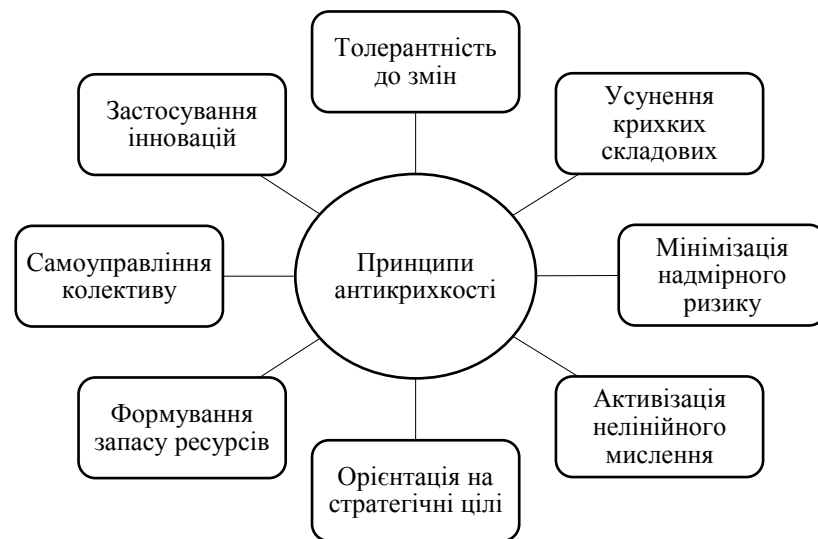 Толерантність
до змін
Усунення
крихких
складових
Мінімізація
надмірного
ризику
Активізація
нелінійного
мислення
Орієнтація на
стратегічні цілі
Формування
запасу ресурсів
Самоуправління
колективу
Застосування
інновацій
Принципи
антикрихкості